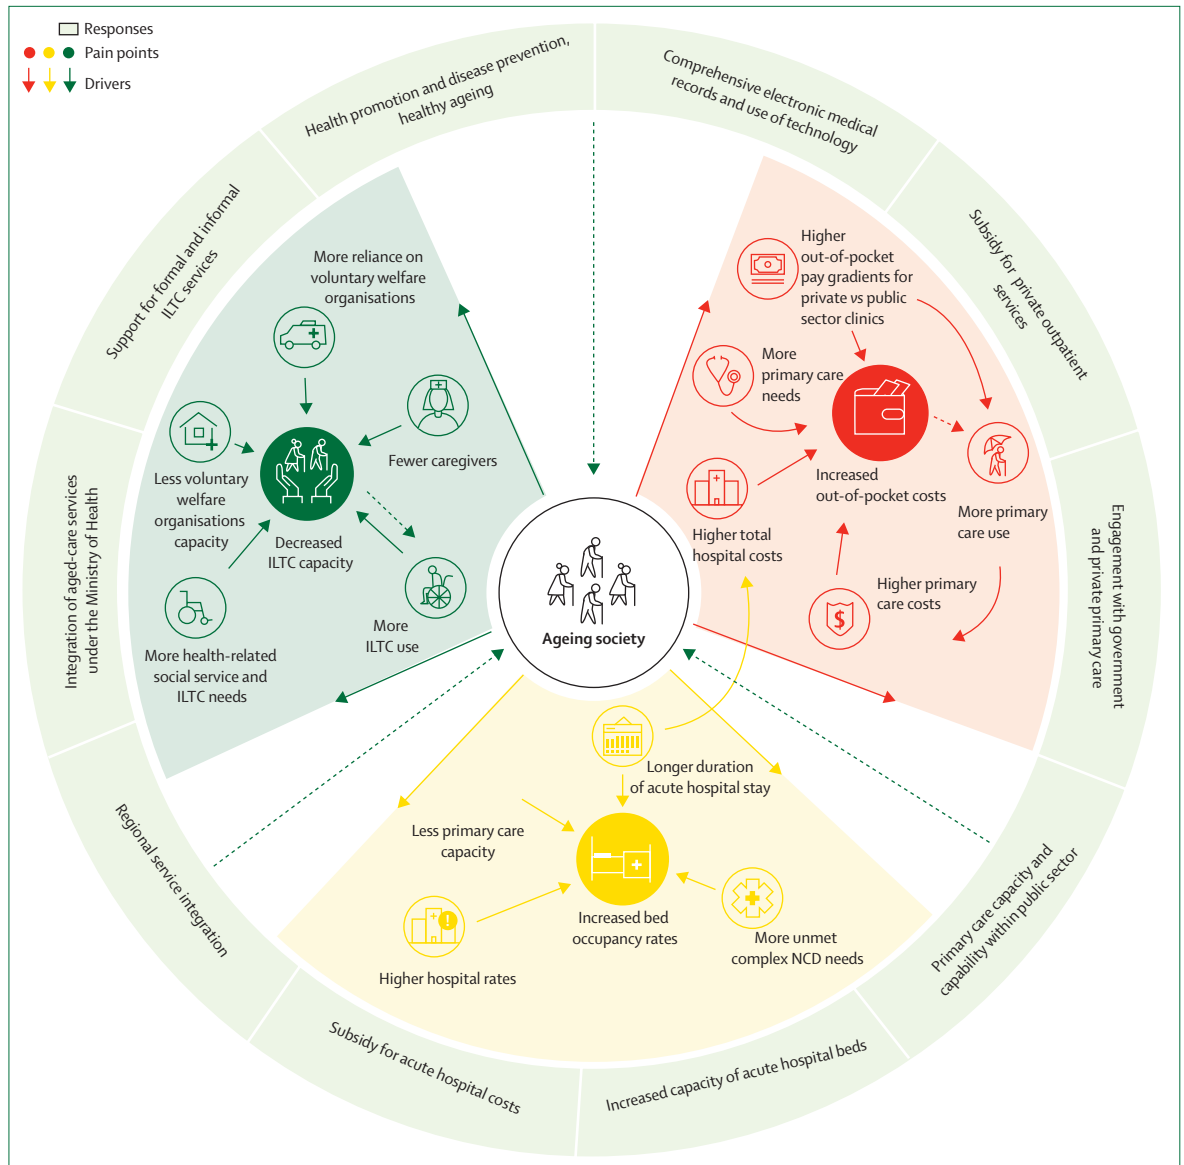 Responses
Pain points
Drivers
Health promotion and disease prevention,
healthy ageing
Comprehensive electronic medical
records and use of technology
Subsidy for private outpatient
services
Engagement with government
and private primary care
Primary care capacity and
capability within public sector
Increased capacity of acute hospital beds
Subsidy for acute hospital costs
Regional service integration
Integration of aged-care services
under the Ministry of Health
Support for formal and informal
ILTC services
More reliance on
voluntary welfare
organisations
Fewer caregivers
Less voluntary
welfare
organisations
capacity
Decreased
ILTC capacity
More
ILTC use
More health-related
social service and
ILTC needs
Higher
out-of-pocket
pay gradients for
private vs public
sector clinics
More
primary care
needs
Increased
out-of-pocket costs
More primary
care use
Higher total
hospital costs
Higher primary
care costs
$
Ageing society
Longer duration
of acute hospital stay
Less primary care
capacity
Increased bed
occupancy rates
More unmet
complex NCD needs
!
Higher hospital rates